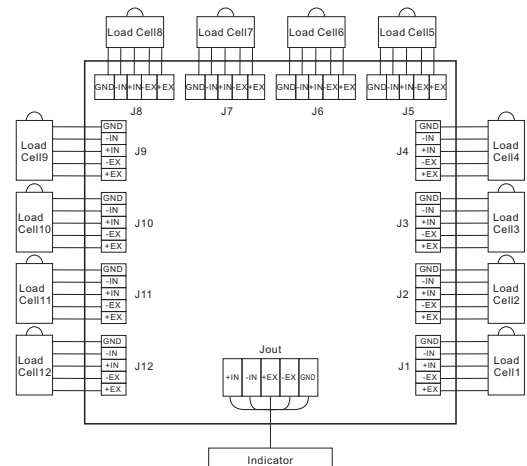 Load Cell8 Load Cell7 Load Cell6 Load Cell5
GND -IN +IN -EX +EX GND -IN +IN -EX +EX GND -IN +IN -EX +EX GND -IN +IN -EX +EX
J8 J7 J6 J5
Load
Cell9
GND
-IN
+IN
-EX
+EX
J9
J4
GND
-IN
+IN
-EX
+EX
Load
Cell4
Load
Cell10
GND
-IN
+IN
-EX
+EX
J10
J3
GND
-IN
+IN
-EX
+EX
Load
Cell3
Load
Cell11
GND
-IN
+IN
-EX
+EX
J11
J2
GND
-IN
+IN
-EX
+EX
Load
Cell2
Load
Cell12
GND
-IN
+IN
-EX
+EX
J12
Jout
+IN -IN +EX -EX GND
J1
GND
-IN
+IN
-EX
+EX
Load
Cell1
Indicator